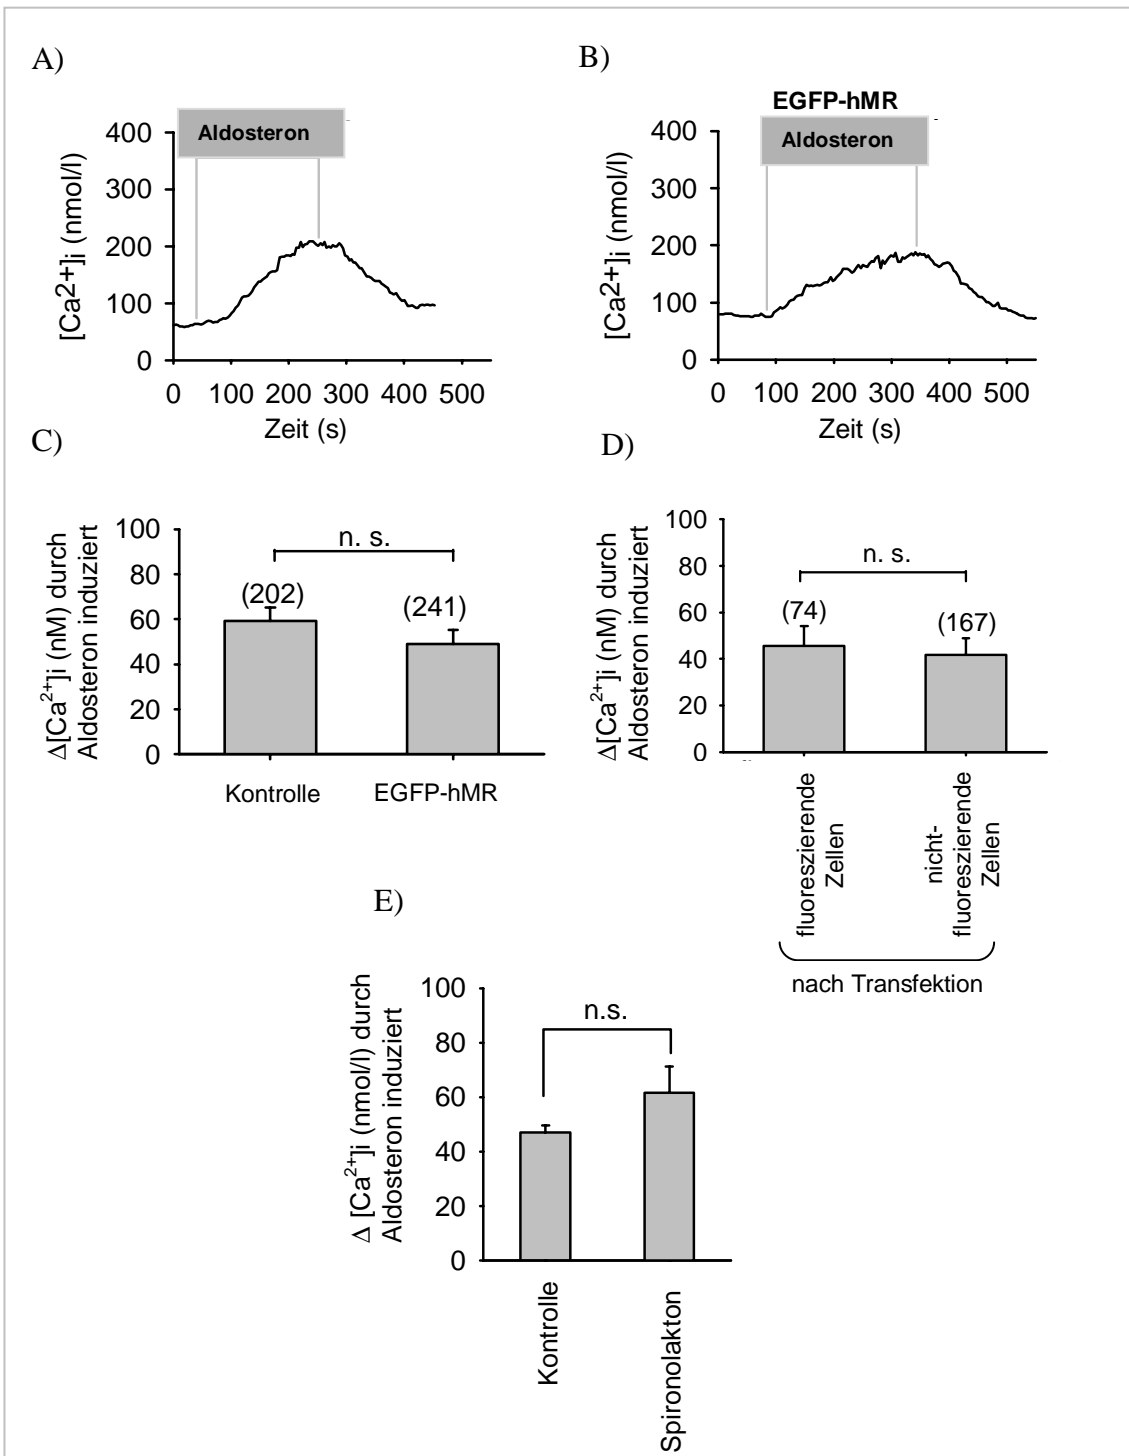 A)
Aldosteron
[Ca2+]i (nmol/l)
400
300
200
100
0
0 100 200 300 400 500
Zeit (s)
B)
EGFP-hMR
Aldosteron
[Ca2+]i (nmol/l)
400
300
200
100
0
0 100 200 300 400 500
Zeit (s)
C)
Δ[Ca²⁺]i (nM) durch
Aldosteron induziert
100
80
60
40
20
0
n. s.
(202)
(241)
Kontrolle
EGFP-hMR
D)
Δ[Ca²⁺]i (nM) durch
Aldosteron induziert
100
80
60
40
20
0
n. s.
(74)
(167)
fluoreszierende
Zellen
nicht-
fluoreszierende
Zellen
nach Transfektion
E)
Δ [Ca²⁺]i (nmol/l) durch
Aldosteron induziert
100
80
60
40
20
0
n.s.
Kontrolle
Spironolakton